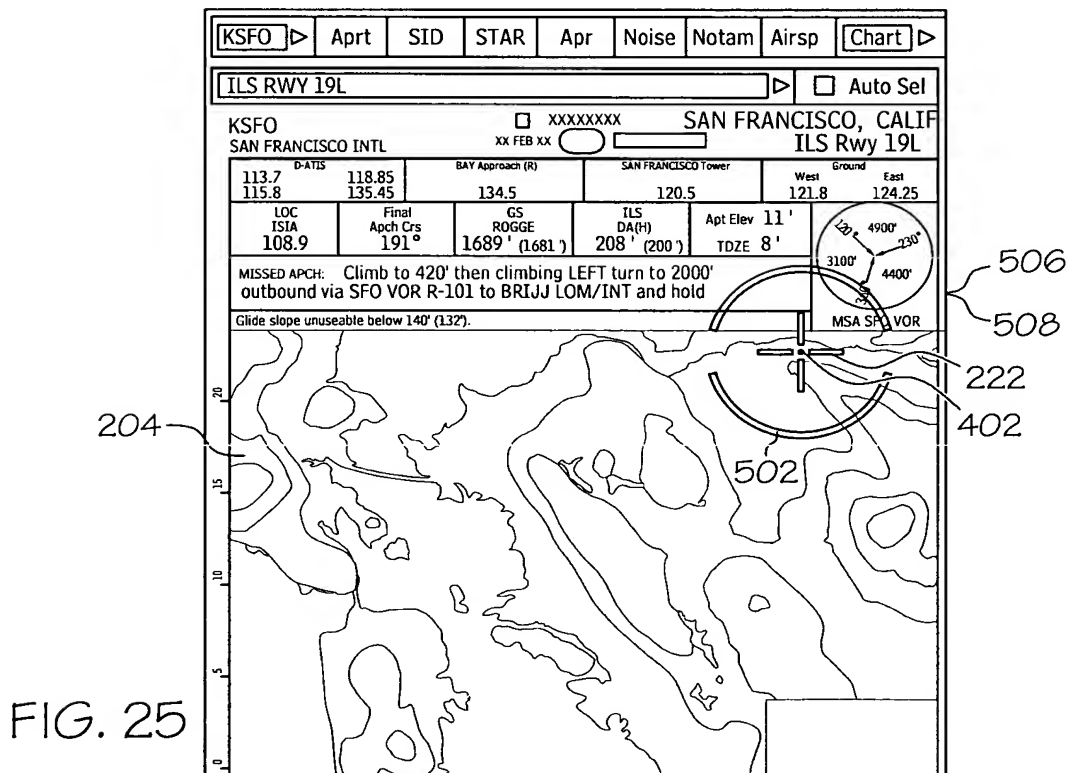 KSFO Aprt SID STAR Apr Noise Notam Airsp Chart
ILS RWY 19L Auto Sel
KSFO XXXXXXXX SAN FRANCISCO, CALIF
SAN FRANCISCO INTL XX FEB XX ILS Rwy 19L
D-ATIS BAY Approach (R) SAN FRANCISCO Tower Ground
113.7 118.85 West East
115.8 135.45 134.5 120.5 121.8 124.25
LOC Final GS ILS Apt Elev 11'
ISIA Apch Crs ROGGE DA(H)
108.9 191° 1689' (1681') 208' (200') TDZE 8'
120° 4900' 230°
3100' 4400'
MISSED APCH: Climb to 420' then climbing LEFT turn to 2000'
outbound via SFO VOR R-101 to BRIJJ LOM/INT and hold
Glide slope unuseable below 140' (132').
MSA SFO VOR
506
508
222
402
502
204
20
15
10
5
0
FIG. 25